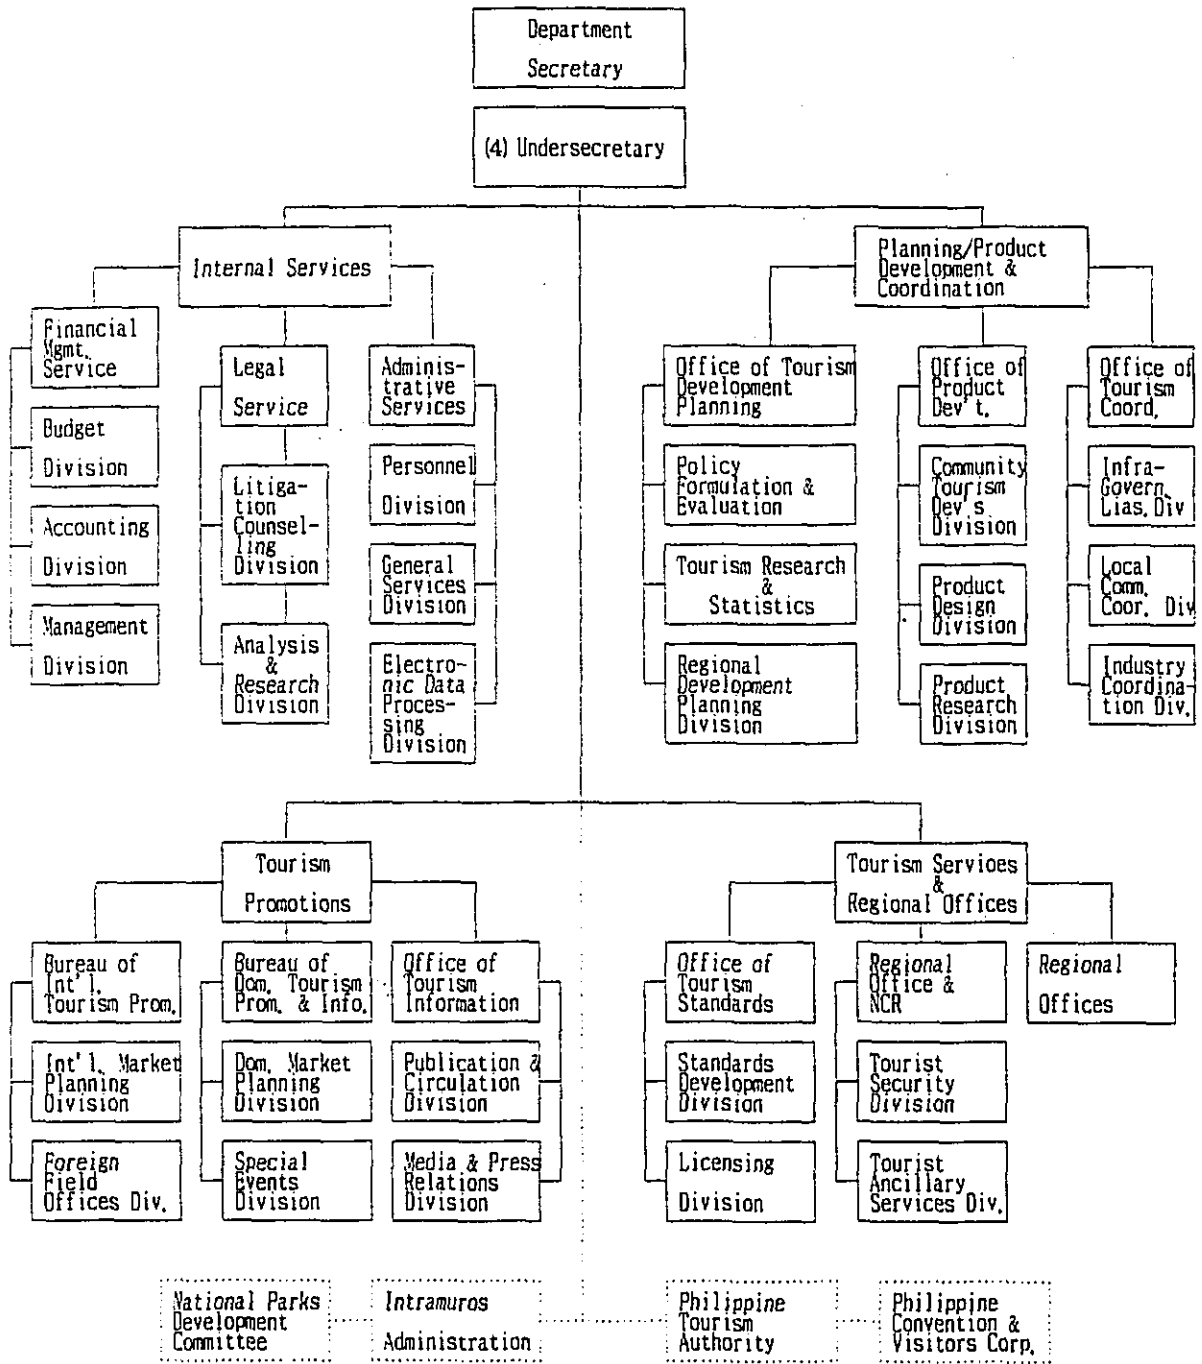 Department
Secretary
(4) Undersecretary
Internal Services
Planning/Product
Development &
Coordination
Financial
Mgmt.
Service
Budget
Division
Accounting
Division
Management
Division
Legal
Service
Litiga-
tion
Counsel-
ling
Division
Analysis
&
Research
Division
Adminis-
trative
Services
Personnel
Division
General
Services
Division
Electro-
nic Data
Proces-
sing
Division
Office of Tourism
Development
Planning
Policy
Formulation &
Evaluation
Tourism Research
&
Statistics
Regional
Development
Planning
Division
Office of
Product
Dev't.
Community
Tourism
Dev's
Division
Product
Design
Division
Product
Research
Division
Office of
Tourism
Coord.
Infra-
Govern.
Lias. Div
Local
Comm.
Coor. Div
Industry
Coordina-
tion Div.
Tourism
Promotions
Tourism Servioes
&
Regional Offices
Bureau of
Int'l.
Tourism Prom.
Int'l. Market
Planning
Division
Foreign
Field
Offices Div.
Bureau of
Dom. Tourism
Prom. & Info.
Dom. Market
Planning
Division
Special
Events
Division
Office of
Tourism
Information
Publication &
Circulation
Division
Media & Press
Relations
Division
Office of
Tourism
Standards
Standards
Development
Division
Licensing
Division
Regional
Office &
NCR
Tourist
Security
Division
Tourist
Ancillary
Services Div.
Regional
Offices
National Parks
Development
Committee
Intramuros
Administration
Philippine
Tourism
Authority
Philippine
Convention &
Visitors Corp.